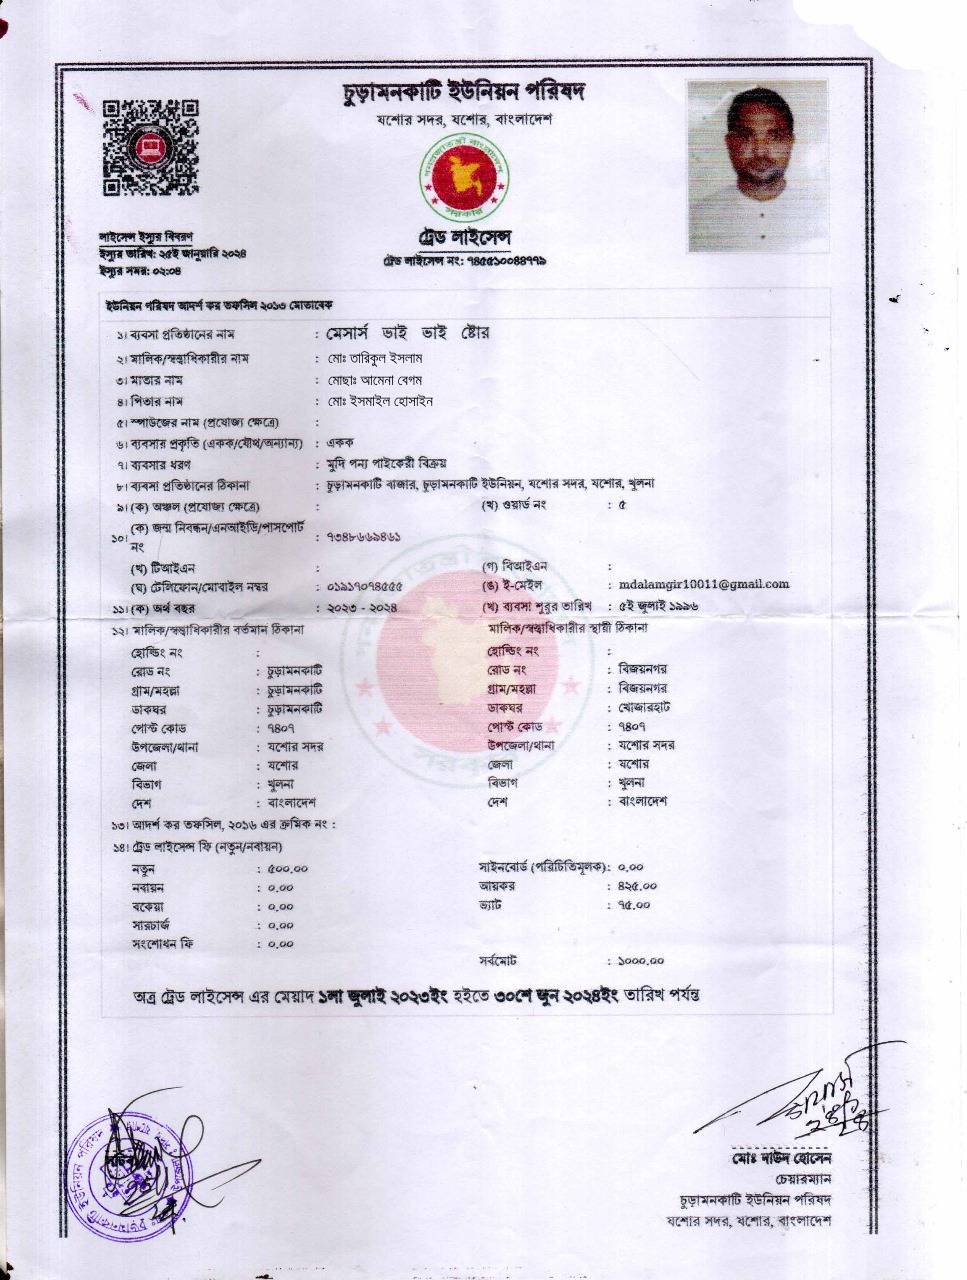 চুড়ামনকাটি ইউনিয়ন পরিষদ
যশোর সদর, যশোর, বাংলাদেশ
লাইসেন্স ইস্যুর বিবরণ
ইস্যুর তারিখ: ২৫ই জানুয়ারি ২০২৪
ইস্যুর সময়: ০২:০৪
ট্রেড লাইসেন্স
ট্রেড লাইসেন্স নং: ৭৪৫৫১০০৪৪৭৭৯
ইউনিয়ন পরিষদ আদর্শ কর তফসিল ২০১৩ মোতাবেক
১। ব্যবসা প্রতিষ্ঠানের নাম : মেসার্স ভাই ভাই ষ্টোর
২। মালিক/স্বত্বাধিকারীর নাম : মোঃ তারিকুল ইসলাম
৩। মাতার নাম : মোছাঃ আমেনা বেগম
৪। পিতার নাম : মোঃ ইসমাইল হোসাইন
৫। স্পাউজের নাম (প্রযোজ্য ক্ষেত্রে) :
৬। ব্যবসার প্রকৃতি (একক/যৌথ/অন্যান্য) : একক
৭। ব্যবসার ধরণ : মুদি পন্য পাইকেরী বিক্রয়
৮। ব্যবসা প্রতিষ্ঠানের ঠিকানা : চুড়ামনকাটি বাজার, চুড়ামনকাটি ইউনিয়ন, যশোর সদর, যশোর, খুলনা
৯। (ক) অঞ্চল (প্রযোজ্য ক্ষেত্রে) : (খ) ওয়ার্ড নং : ৫
১০। (ক) জন্ম নিবন্ধন/এনআইডি/পাসপোর্ট নং : ৭৩৪৮৬৬৯৪৬১
(খ) টিআইএন : (গ) বিআইএন :
(ঘ) টেলিফোন/মোবাইল নম্বর : ০১৯১৭০৭৪৫৫৫ (ঙ) ই-মেইল : mdalamgir10011@gmail.com
১১। (ক) অর্থ বছর : ২০২৩ - ২০২৪ (খ) ব্যবসা শুরুর তারিখ : ৫ই জুলাই ১৯৯৬
১২। মালিক/স্বত্বাধিকারীর বর্তমান ঠিকানা মালিক/স্বত্বাধিকারীর স্থায়ী ঠিকানা
হোল্ডিং নং : হোল্ডিং নং :
রোড নং : চুড়ামনকাটি রোড নং : বিজয়নগর
গ্রাম/মহল্লা : চুড়ামনকাটি গ্রাম/মহল্লা : বিজয়নগর
ডাকঘর : চুড়ামনকাটি ডাকঘর : খোজারহাট
পোস্ট কোড : ৭৪০৭ পোস্ট কোড : ৭৪০৭
উপজেলা/থানা : যশোর সদর উপজেলা/থানা : যশোর সদর
জেলা : যশোর জেলা : যশোর
বিভাগ : খুলনা বিভাগ : খুলনা
দেশ : বাংলাদেশ দেশ : বাংলাদেশ
১৩। আদর্শ কর তফসিল, ২০১৬ এর ক্রমিক নং :
১৪। ট্রেড লাইসেন্স ফি (নতুন/নবায়ন)
নতুন : ৫০০.০০ সাইনবোর্ড (পরিচিতিমূলক): ০.০০
নবায়ন : ০.০০ আয়কর : ৪২৫.০০
বকেয়া : ০.০০ ভ্যাট : ৭৫.০০
সারচার্জ : ০.০০
সংশোধন ফি : ০.০০
সর্বমোট : ১০০০.০০
অত্র ট্রেড লাইসেন্স এর মেয়াদ ১লা জুলাই ২০২৩ইং হইতে ৩০শে জুন ২০২৪ইং তারিখ পর্যন্ত
মোঃ দাউদ হোসেন
চেয়ারম্যান
চুড়ামনকাটি ইউনিয়ন পরিষদ
যশোর সদর, যশোর, বাংলাদেশ